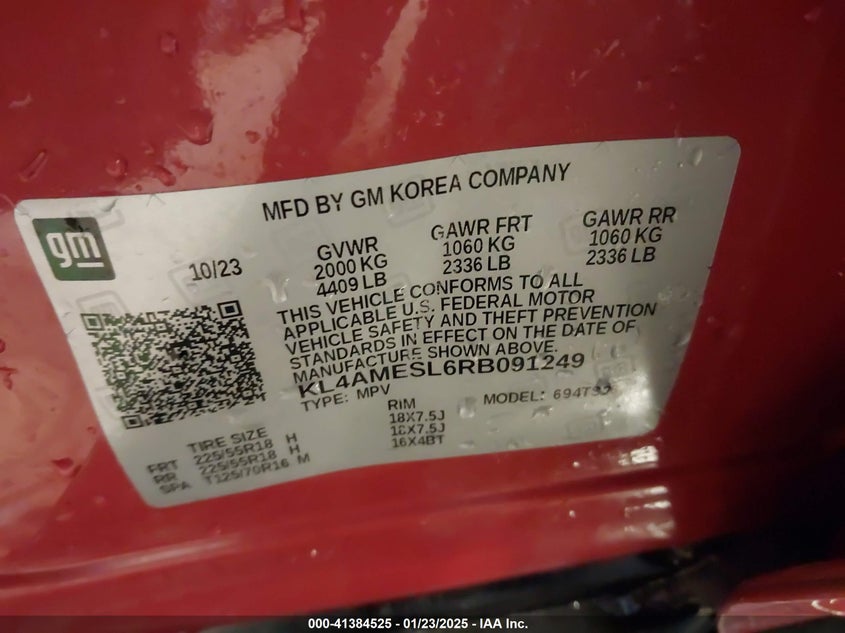 MFD BY GM KOREA COMPANY
gm
10/23
GVWR GAWR FRT GAWR RR
2000 KG 1060 KG 1060 KG
4409 LB 2336 LB 2336 LB
THIS VEHICLE CONFORMS TO ALL
APPLICABLE U.S. FEDERAL MOTOR
VEHICLE SAFETY AND THEFT PREVENTION
STANDARDS IN EFFECT ON THE DATE OF
MANUFACTURE SHOWN ABOVE.
KL4AMESL6RB091249
TYPE: MPV MODEL:
TIRE SIZE RIM
FRT 225/55R18 H 18X7.5J
RR 225/55R18 H 18X7.5J
SPA T125/70R16 M 16X4BT
000-41384525 - 01/23/2025 - IAA Inc.